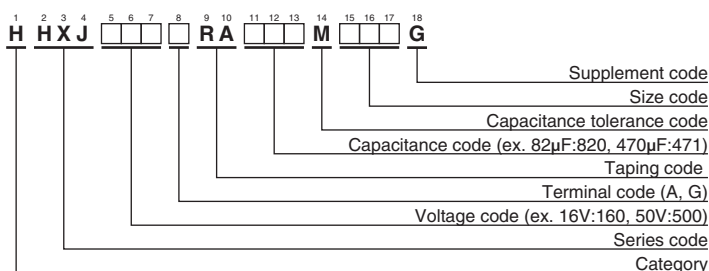 1 2 3 4 5 6 7 8 9 10 11 12 13 14 15 16 17 18
H HXJ □□□ □ RA □□□ M □□□ G
Supplement code
Size code
Capacitance tolerance code
Capacitance code (ex. 82µF:820, 470µF:471)
Taping code
Terminal code (A, G)
Voltage code (ex. 16V:160, 50V:500)
Series code
Category